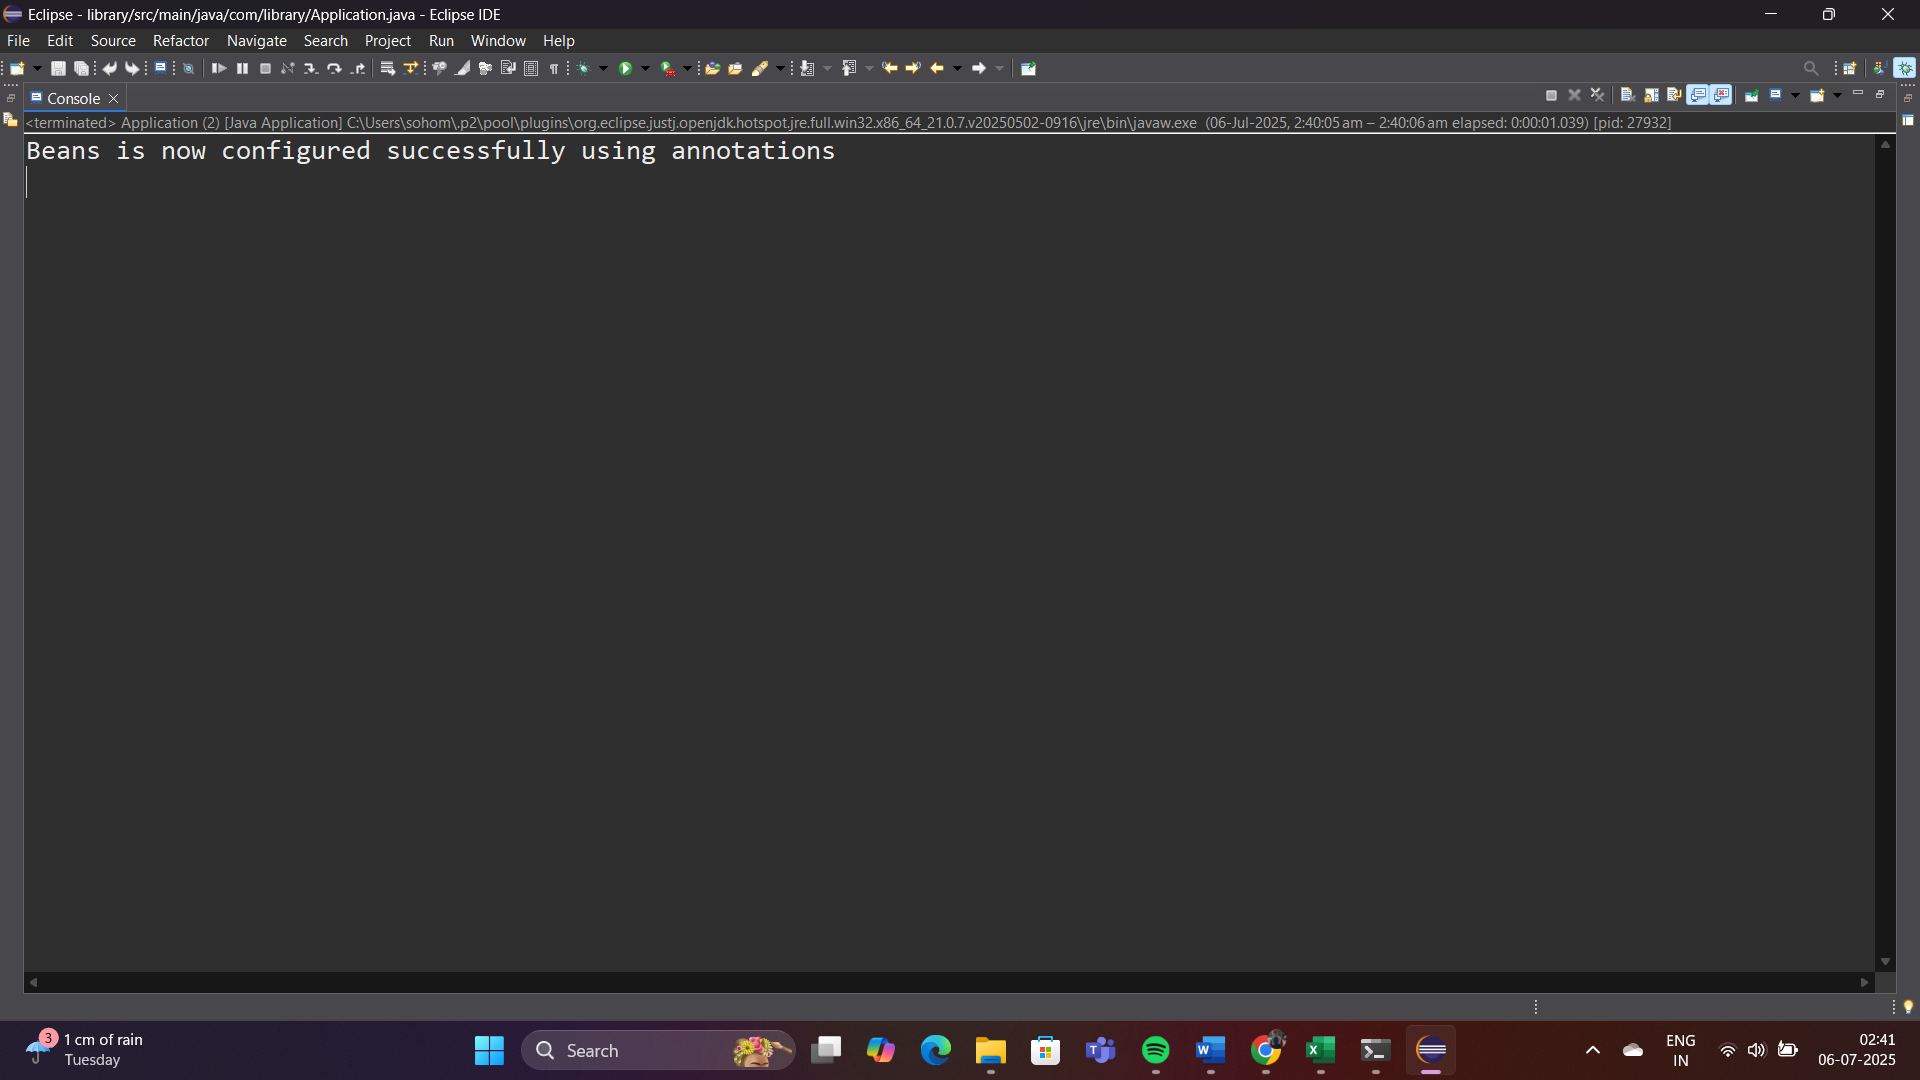 Eclipse - library/src/main/java/com/library/Application.java - Eclipse IDE
File Edit Source Refactor Navigate Search Project Run Window Help
Console
<terminated> Application (2) [Java Application] C:\Users\sohom\.p2\pool\plugins\org.eclipse.justj.openjdk.hotspot.jre.full.win32.x86_64_21.0.7.v20250502-0916\jre\bin\javaw.exe (06-Jul-2025, 2:40:05 am – 2:40:06 am elapsed: 0:00:01.039) [pid: 27932]
Beans is now configured successfully using annotations
3
1 cm of rain
Tuesday
Search
ENG
IN
02:41
06-07-2025